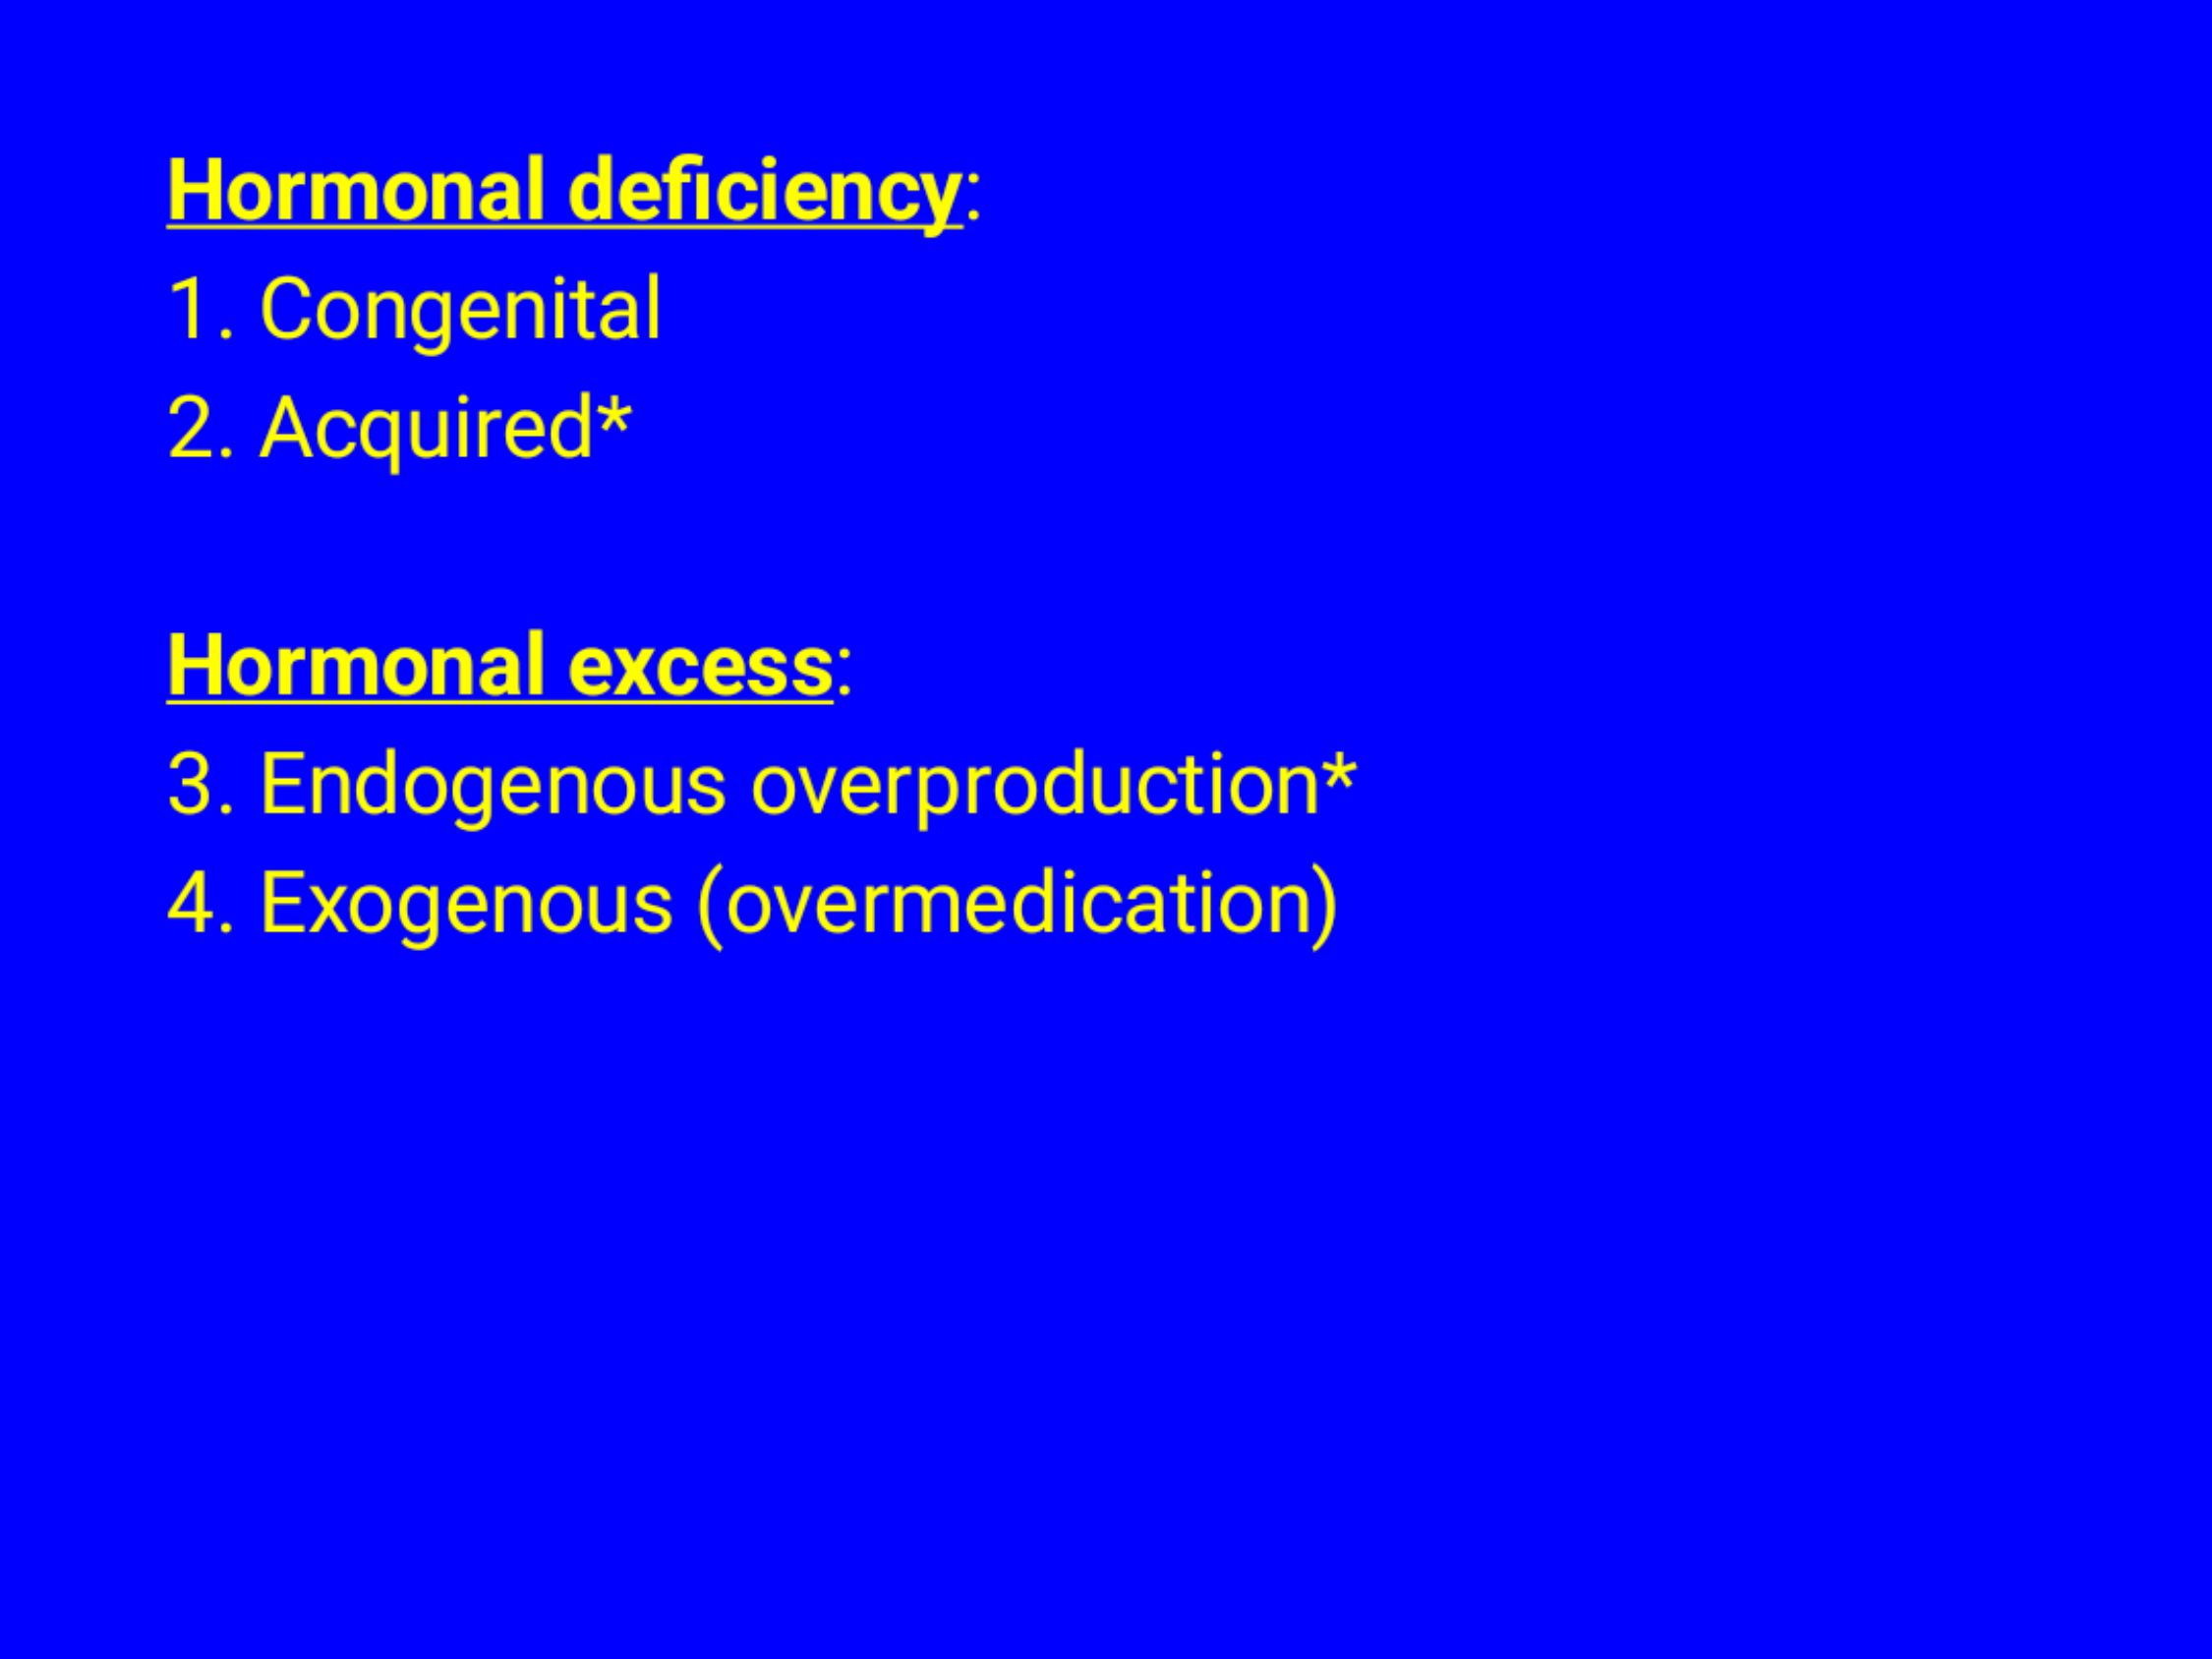 Hormonal deficiency:
1. Congenital
2. Acquired*
Hormonal excess:
3. Endogenous overproduction*
4. Exogenous (overmedication)